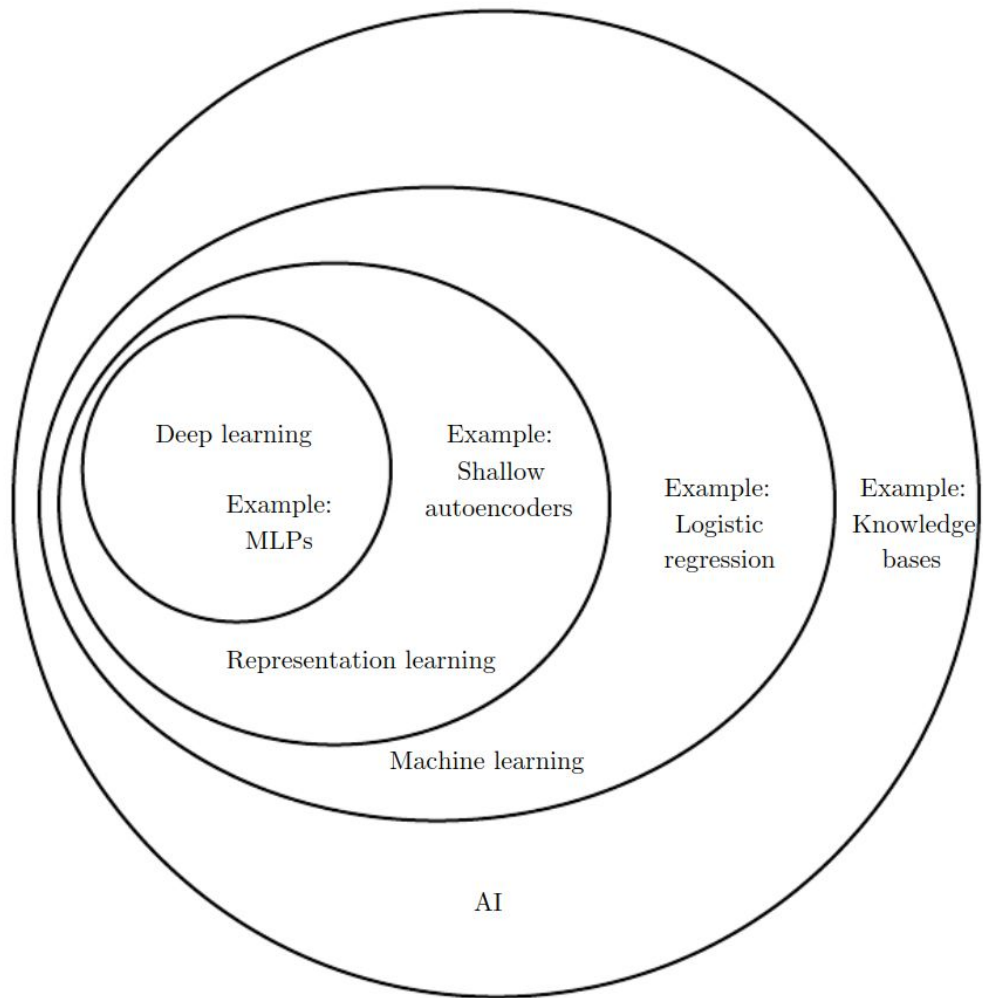 Deep learning
Example:
MLPs
Example:
Shallow
autoencoders
Example:
Logistic
regression
Example:
Knowledge
bases
Representation learning
Machine learning
AI